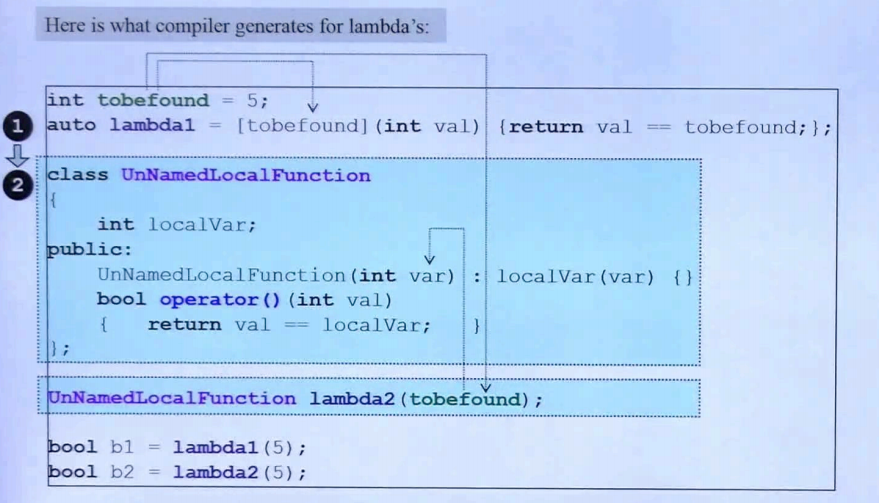 Here is what compiler generates for lambda's:
int tobefound = 5;
1 auto lambda1 = [tobefound](int val) {return val == tobefound;};
2 class UnNamedLocalFunction
{
int localVar;
public:
UnNamedLocalFunction(int var) : localVar(var) {}
bool operator()(int val)
{ return val == localVar; }
};
UnNamedLocalFunction lambda2(tobefound);
bool b1 = lambda1(5);
bool b2 = lambda2(5);